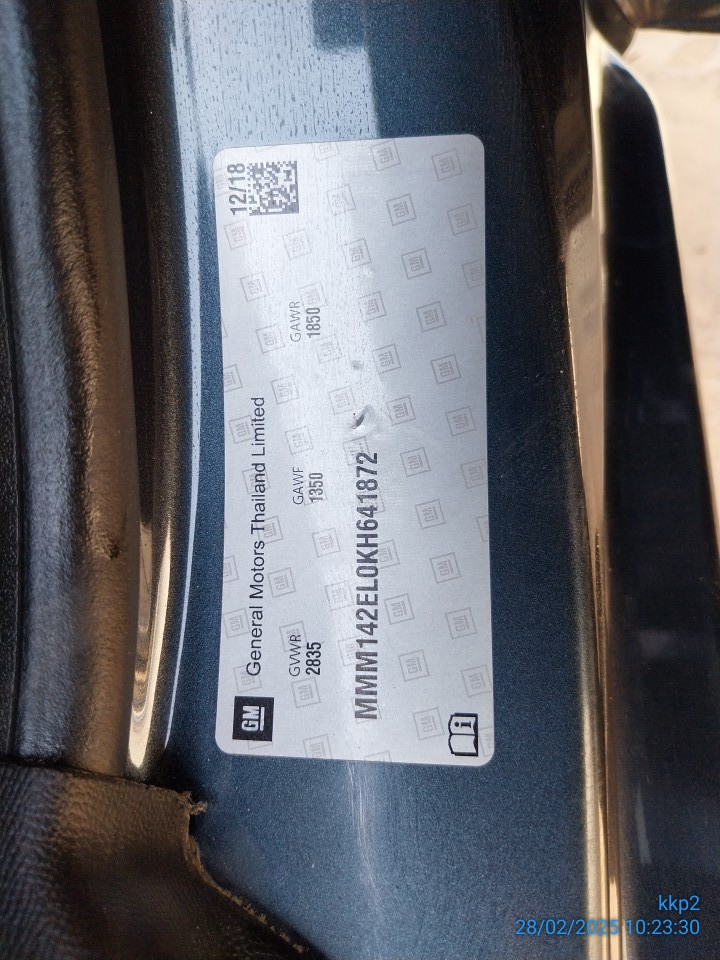 GM General Motors Thailand Limited 12/18
GVWR GAWF GAWR
2835 1350 1850
MMM142EL0KH641872
kkp2
28/02/2025 10:23:30